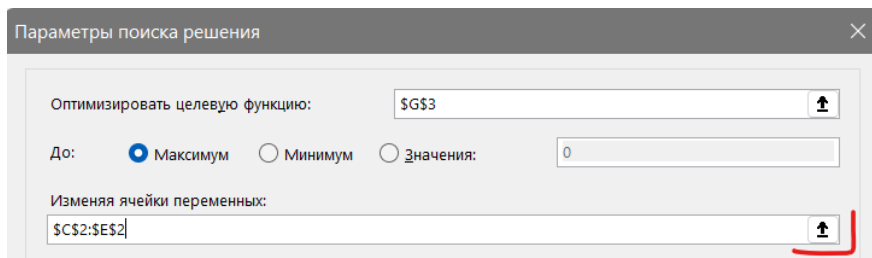 Параметры поиска решения
Оптимизировать целевую функцию: $G$3
До: Максимум Минимум Значения: 0
Изменяя ячейки переменных:
$C$2:$E$2